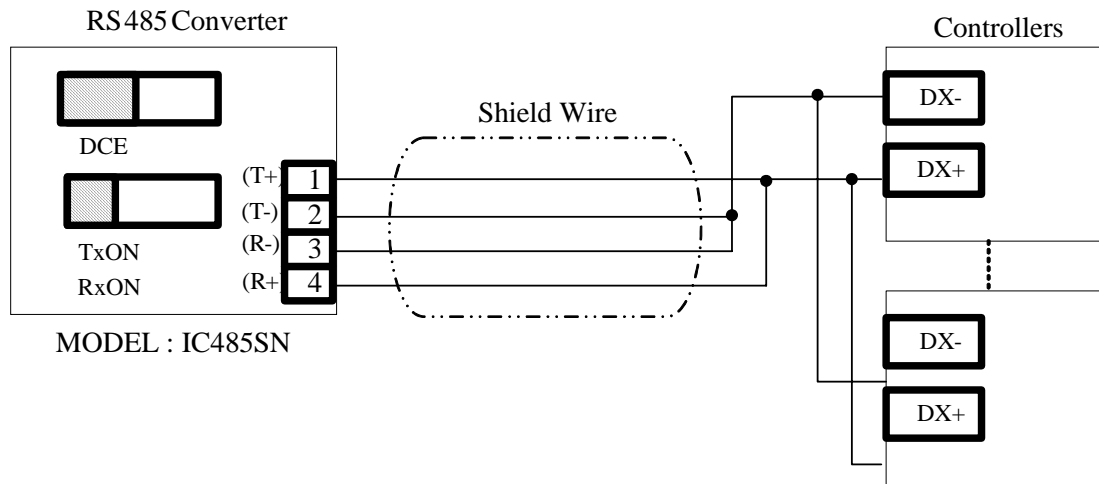 RS485 Converter
Controllers
DX-
DX+
Shield Wire
DCE
TxON
RxON
(T+) 1
(T-) 2
(R-) 3
(R+) 4
MODEL : IC485SN
DX-
DX+